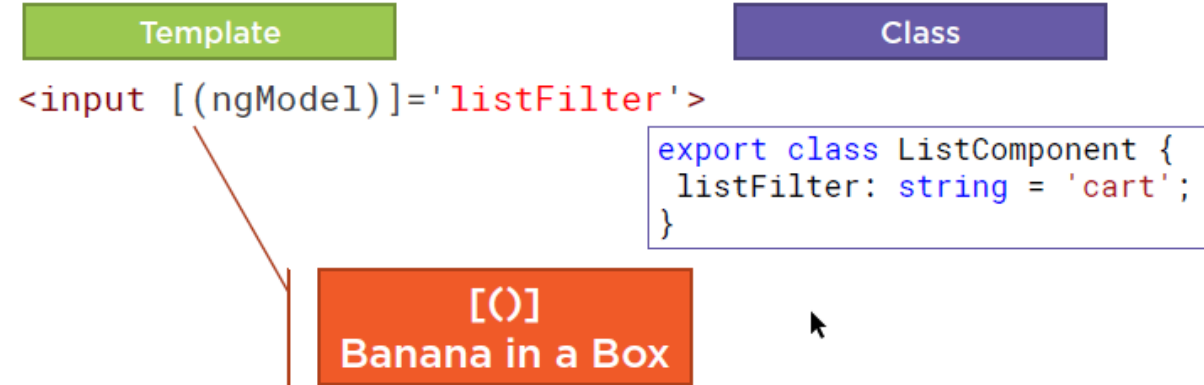 Template
Class
<input [(ngModel)]='listFilter'>
export class ListComponent {
listFilter: string = 'cart';
}
[()]
Banana in a Box